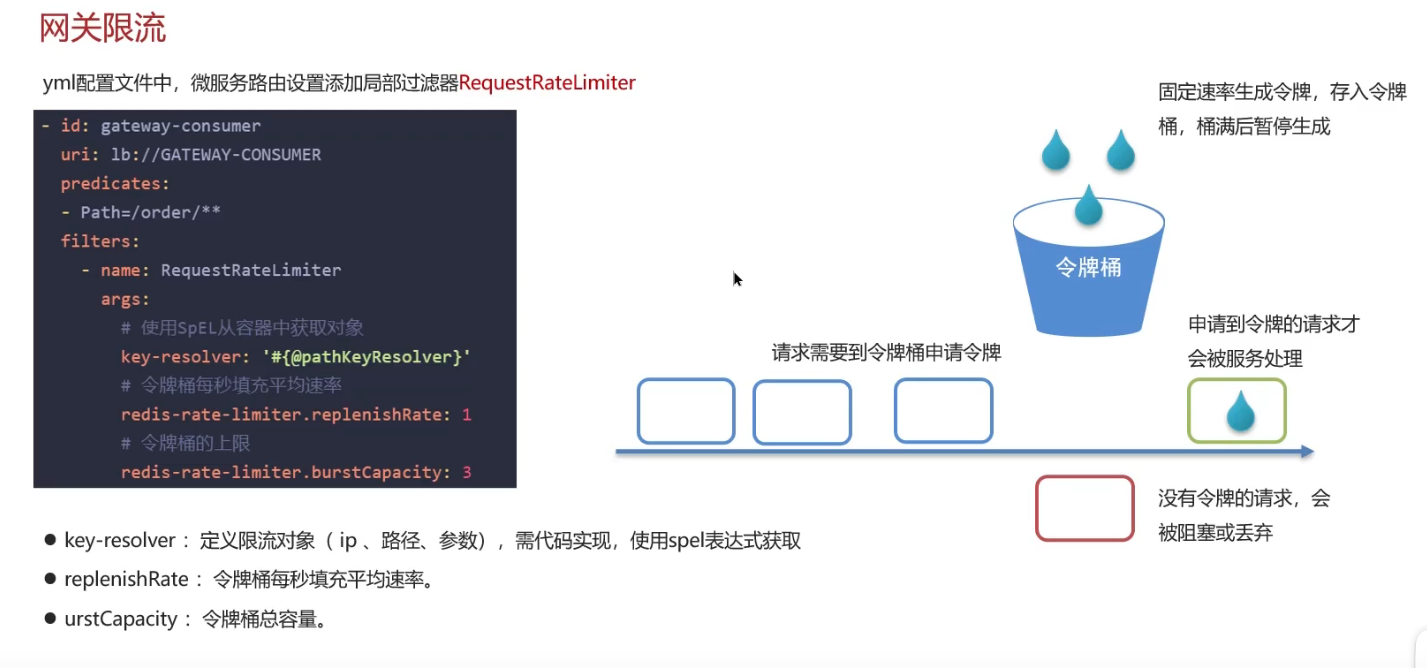 网关限流
yml配置文件中，微服务路由设置添加局部过滤器RequestRateLimiter
- id: gateway-consumer
  uri: lb://GATEWAY-CONSUMER
  predicates:
  - Path=/order/**
  filters:
    - name: RequestRateLimiter
      args:
        # 使用SpEL从容器中获取对象
        key-resolver: '#{@pathKeyResolver}'
        # 令牌桶每秒填充平均速率
        redis-rate-limiter.replenishRate: 1
        # 令牌桶的上限
        redis-rate-limiter.burstCapacity: 3
● key-resolver ：定义限流对象（ ip 、路径、参数），需代码实现，使用spel表达式获取
● replenishRate ：令牌桶每秒填充平均速率。
● urstCapacity ：令牌桶总容量。
固定速率生成令牌，存入令牌
桶，桶满后暂停生成
令牌桶
请求需要到令牌桶申请令牌
申请到令牌的请求才
会被服务处理
没有令牌的请求，会
被阻塞或丢弃